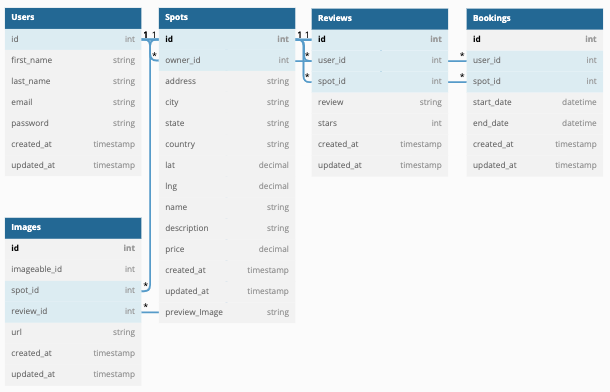 Users
id int
first_name string
last_name string
email string
password string
created_at timestamp
updated_at timestamp
1 1
*
Spots
id int
owner_id int
address string
city string
state string
country string
lat decimal
lng decimal
name string
description string
price decimal
created_at timestamp
updated_at timestamp
preview_Image string
1 1
*
*
Reviews
id int
user_id int
spot_id int
review string
stars int
created_at timestamp
updated_at timestamp
*
*
Bookings
id int
user_id int
spot_id int
start_date datetime
end_date datetime
created_at timestamp
updated_at timestamp
Images
id int
imageable_id int
spot_id int
review_id int
url string
created_at timestamp
updated_at timestamp
*
*